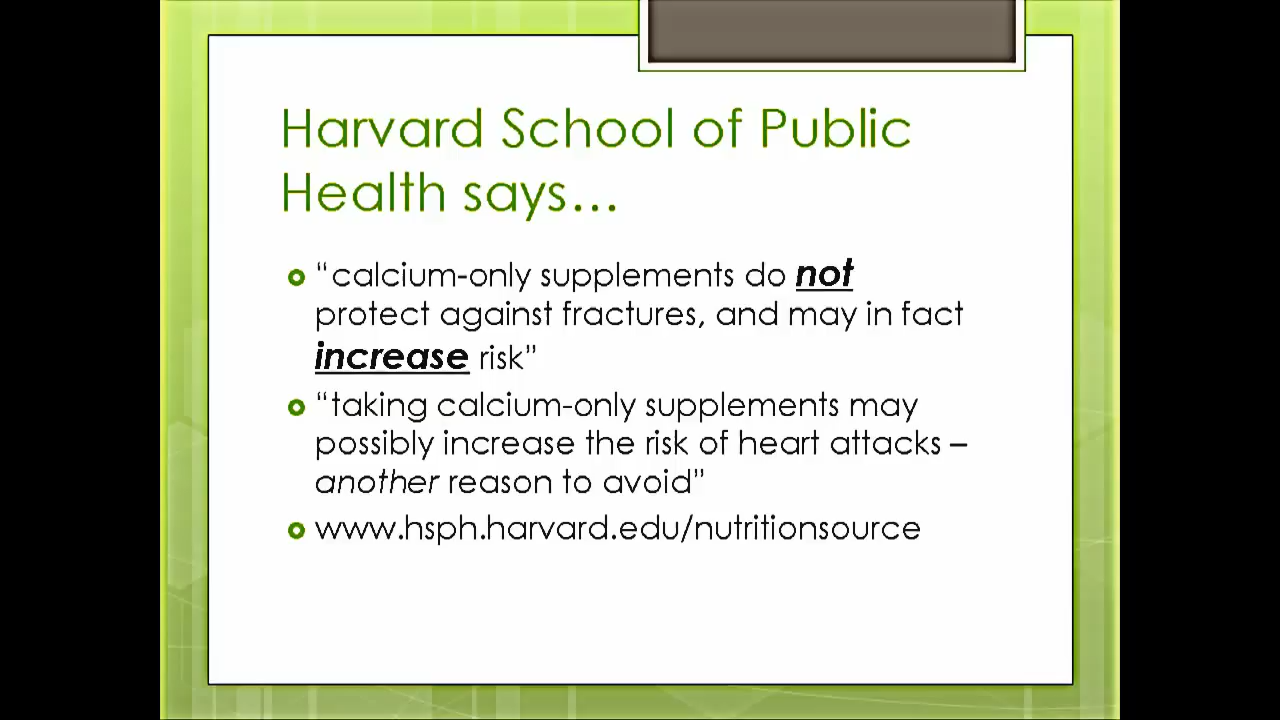 Harvard School of Public
Health says…
“calcium-only supplements do not
protect against fractures, and may in fact
increase risk”
“taking calcium-only supplements may
possibly increase the risk of heart attacks –
another reason to avoid”
www.hsph.harvard.edu/nutritionsource